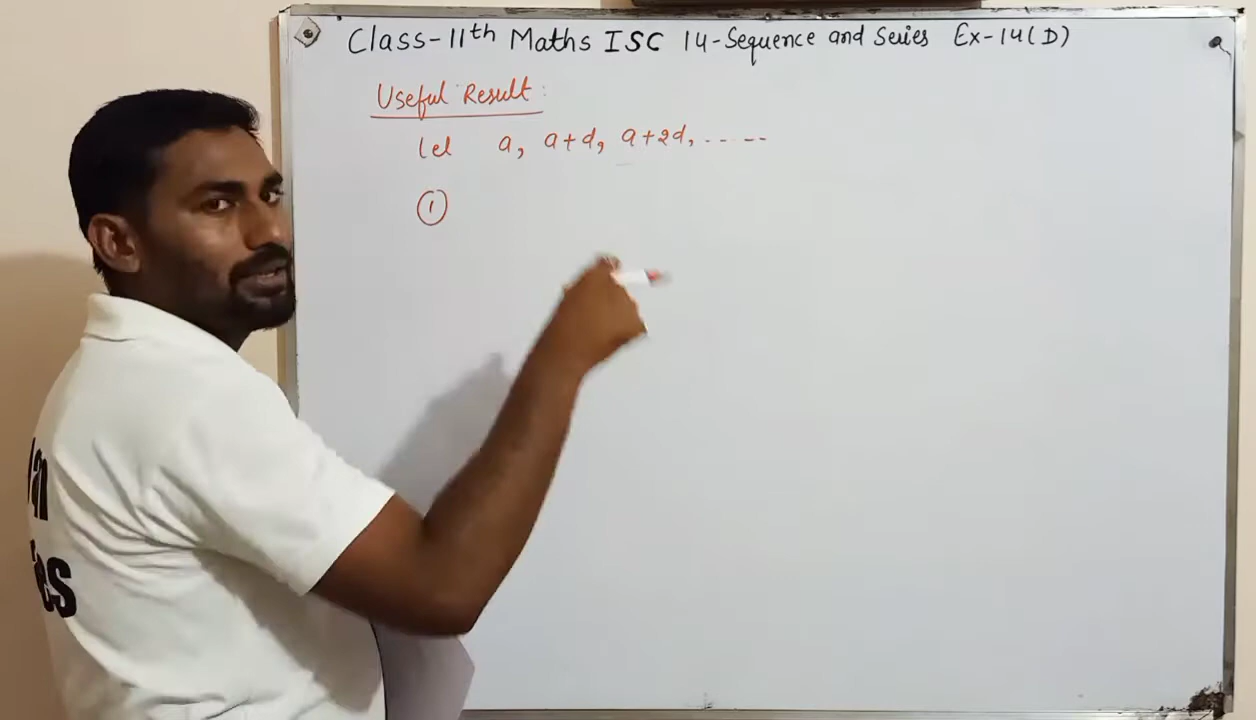 Class-11th Maths ISC 14-Sequence and Series Ex-14(D)
Useful Result:
Let a, a+d, a+2d, .....
①